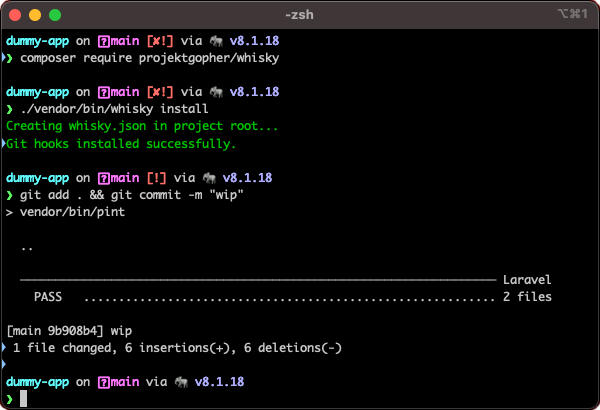 -zsh
⌥⌘1
dummy-app on main [✘!] via 🐘 v8.1.18
❯ composer require projektgopher/whisky
dummy-app on main [✘!] via 🐘 v8.1.18
❯ ./vendor/bin/whisky install
Creating whisky.json in project root...
Git hooks installed successfully.
dummy-app on main [!] via 🐘 v8.1.18
❯ git add . && git commit -m "wip"
> vendor/bin/pint
..
Laravel
PASS ........................................................... 2 files
[main 9b908b4] wip
1 file changed, 6 insertions(+), 6 deletions(-)
dummy-app on main via 🐘 v8.1.18
❯